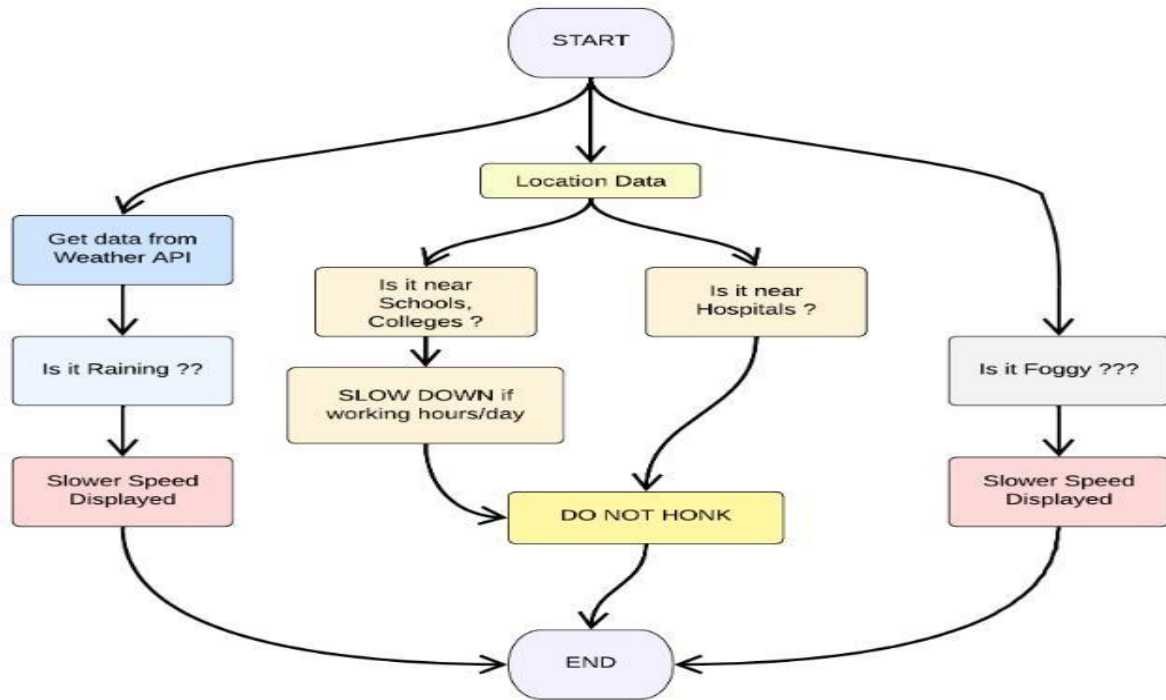 START
Location Data
Get data from
Weather API
Is it near
Schools,
Colleges ?
Is it near
Hospitals ?
Is it Raining ??
Is it Foggy ???
SLOW DOWN if
working hours/day
Slower Speed
Displayed
DO NOT HONK
Slower Speed
Displayed
END